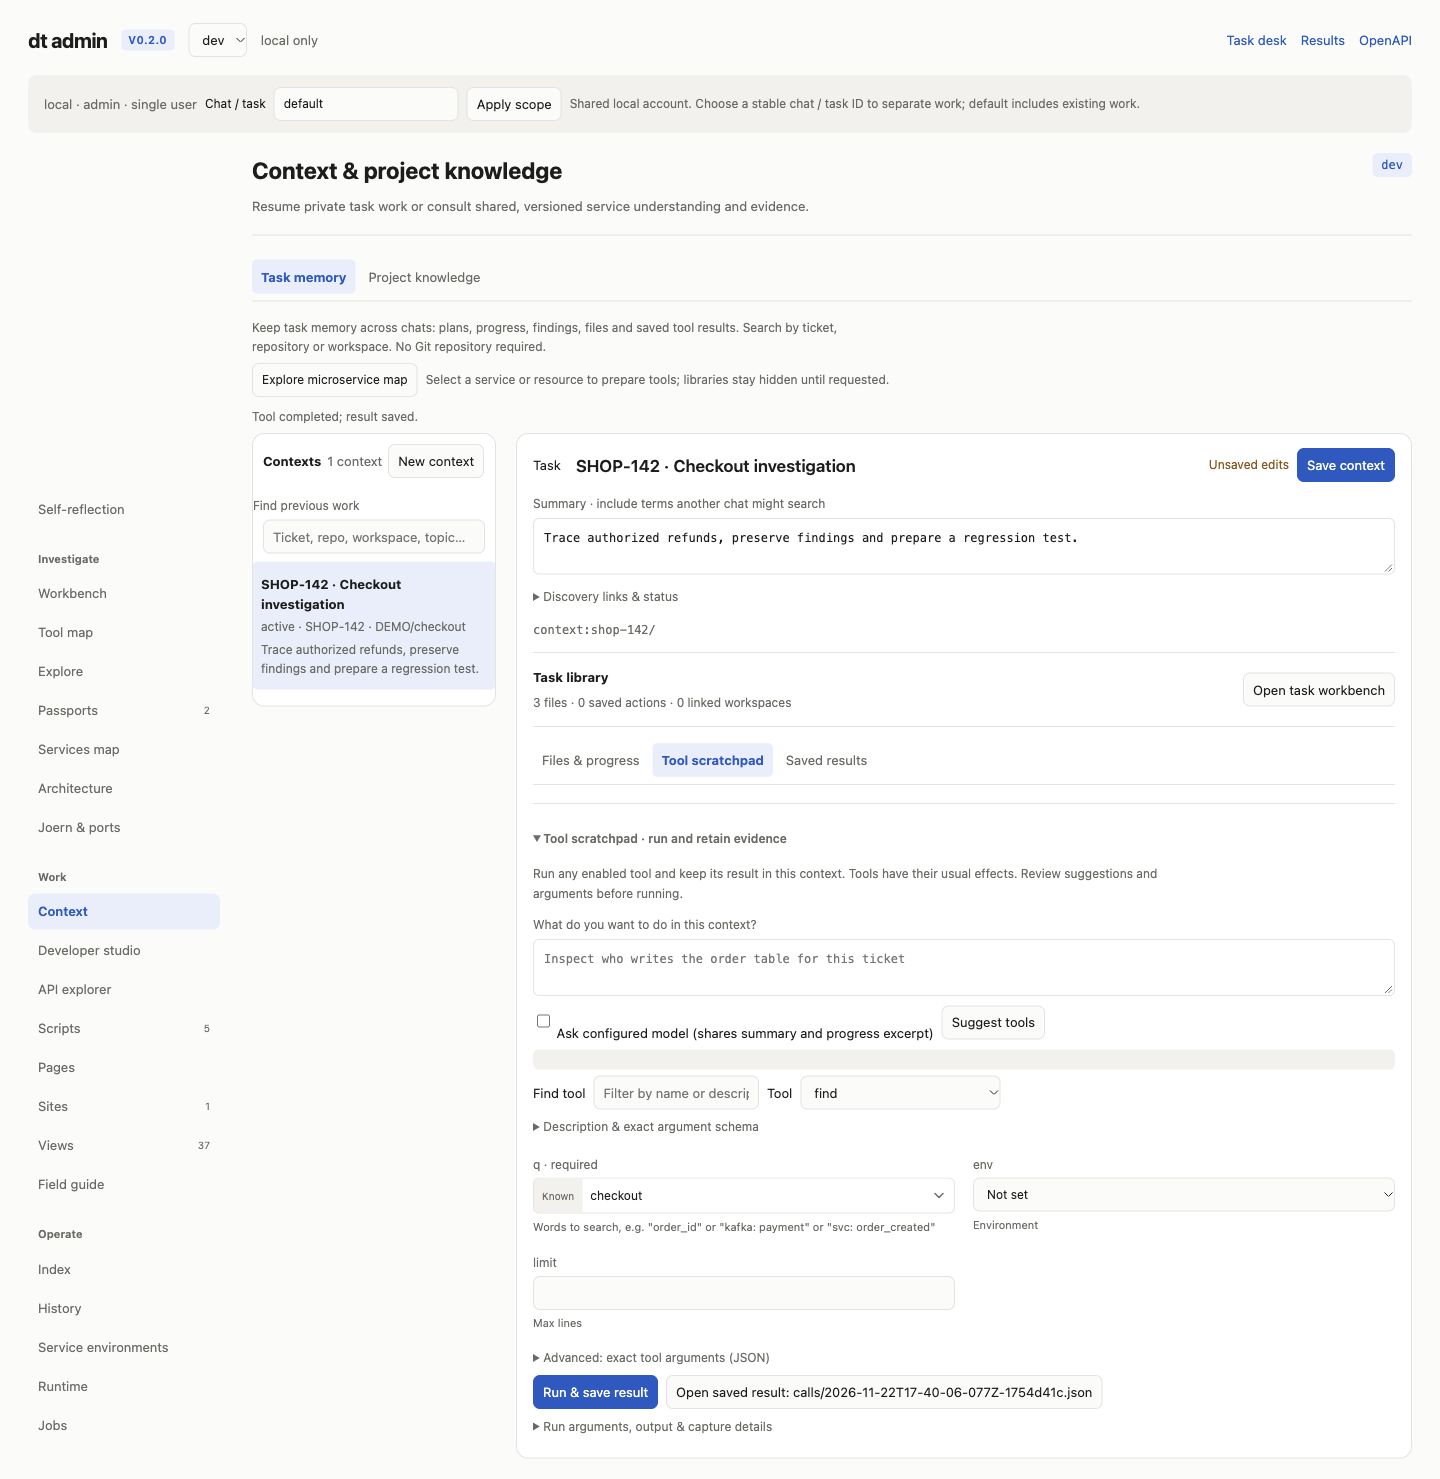 dt admin V0.2.0 dev local only Task desk Results OpenAPI
local · admin · single user Chat / task default Apply scope Shared local account. Choose a stable chat / task ID to separate work; default includes existing work.
Context & project knowledge dev
Resume private task work or consult shared, versioned service understanding and evidence.
Task memory Project knowledge
Keep task memory across chats: plans, progress, findings, files and saved tool results. Search by ticket,
repository or workspace. No Git repository required.
Explore microservice map Select a service or resource to prepare tools; libraries stay hidden until requested.
Tool completed; result saved.
Self-reflection
Investigate
Workbench
Tool map
Explore
Passports 2
Services map
Architecture
Joern & ports
Work
Context
Developer studio
API explorer
Scripts 5
Pages
Sites 1
Views 37
Field guide
Operate
Index
History
Service environments
Runtime
Jobs
Contexts 1 context New context
Find previous work
Ticket, repo, workspace, topic...
SHOP-142 · Checkout
investigation
active · SHOP-142 · DEMO/checkout
Trace authorized refunds, preserve
findings and prepare a regression test.
Task SHOP-142 · Checkout investigation Unsaved edits Save context
Summary · include terms another chat might search
Trace authorized refunds, preserve findings and prepare a regression test.
Discovery links & status
context:shop-142/
Task library
3 files · 0 saved actions · 0 linked workspaces
Open task workbench
Files & progress Tool scratchpad Saved results
Tool scratchpad · run and retain evidence
Run any enabled tool and keep its result in this context. Tools have their usual effects. Review suggestions and
arguments before running.
What do you want to do in this context?
Inspect who writes the order table for this ticket
Ask configured model (shares summary and progress excerpt) Suggest tools
Find tool Filter by name or descrip Tool find
Description & exact argument schema
q · required env
Known checkout Not set
Words to search, e.g. "order_id" or "kafka: payment" or "svc: order_created" Environment
limit
Max lines
Advanced: exact tool arguments (JSON)
Run & save result Open saved result: calls/2026-11-22T17-40-06-077Z-1754d41c.json
Run arguments, output & capture details